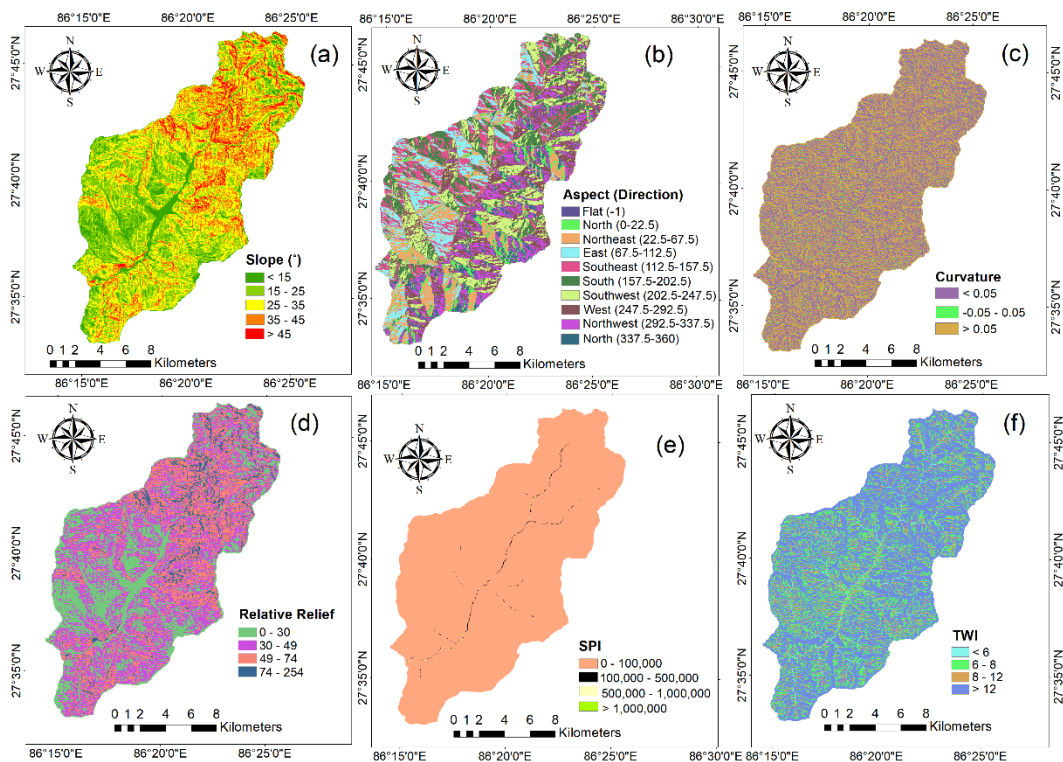 86°15'0"E 86°20'0"E 86°25'0"E 86°30'0"E
(a)
N
W E
S
27°45'0"N
27°40'0"N
27°35'0"N
Slope (°)
< 15
15 - 25
25 - 35
35 - 45
> 45
0 1 2 4 6 8
Kilometers
86°15'0"E 86°20'0"E 86°25'0"E
(b)
N
W E
S
27°45'0"N
27°40'0"N
27°35'0"N
Aspect (Direction)
Flat (-1)
North (0-22.5)
Northeast (22.5-67.5)
East (67.5-112.5)
Southeast (112.5-157.5)
South (157.5-202.5)
Southwest (202.5-247.5)
West (247.5-292.5)
Northwest (292.5-337.5)
North (337.5-360)
0 1 2 4 6 8
Kilometers
86°15'0"E 86°20'0"E 86°25'0"E 86°30'0"E
(c)
N
W E
S
27°45'0"N
27°40'0"N
27°35'0"N
Curvature
< 0.05
-0.05 - 0.05
> 0.05
0 1 2 4 6 8
Kilometers
86°15'0"E 86°20'0"E 86°25'0"E
(d)
N
W E
S
27°45'0"N
27°40'0"N
27°35'0"N
Relative Relief
0 - 30
30 - 49
49 - 74
74 - 254
0 1 2 4 6 8
Kilometers
86°15'0"E 86°20'0"E 86°25'0"E
(e)
N
W E
S
27°45'0"N
27°40'0"N
27°35'0"N
SPI
0 - 100,000
100,000 - 500,000
500,000 - 1,000,000
> 1,000,000
0 1 2 4 6 8
Kilometers
86°15'0"E 86°20'0"E 86°25'0"E 86°30'0"E
(f)
N
W E
S
27°45'0"N
27°40'0"N
27°35'0"N
TWI
< 6
6 - 8
8 - 12
> 12
0 1 2 4 6 8
Kilometers
86°15'0"E 86°20'0"E 86°25'0"E